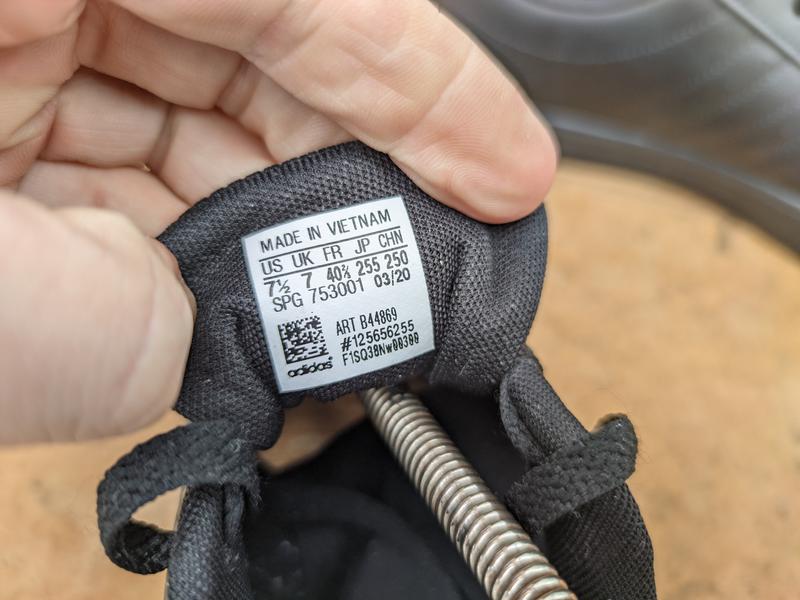 MADE IN VIETNAM
US UK FR JP CHN
7½ 7 40⅔ 255 250
SPG 753001 03/20
ART B44869
#125656255
F1SQ38Nw00300
adidas